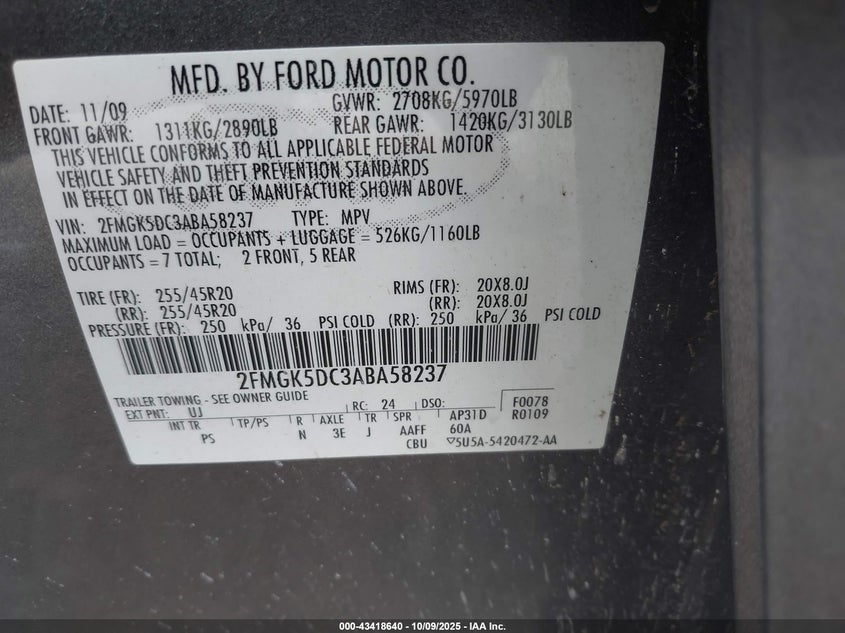 MFD. BY FORD MOTOR CO.
DATE: 11/09 GVWR: 2708KG/5970LB
FRONT GAWR: 1311KG/2890LB REAR GAWR: 1420KG/3130LB
THIS VEHICLE CONFORMS TO ALL APPLICABLE FEDERAL MOTOR
VEHICLE SAFETY AND THEFT PREVENTION STANDARDS
IN EFFECT ON THE DATE OF MANUFACTURE SHOWN ABOVE.
VIN: 2FMGK5DC3ABA58237 TYPE: MPV
MAXIMUM LOAD = OCCUPANTS + LUGGAGE = 526KG/1160LB
OCCUPANTS = 7 TOTAL; 2 FRONT, 5 REAR
TIRE (FR): 255/45R20 RIMS (FR): 20X8.0J
(RR): 255/45R20 (RR): 20X8.0J
PRESSURE (FR): 250 kPa/ 36 PSI COLD (RR): 250 kPa/ 36 PSI COLD
2FMGK5DC3ABA58237
TRAILER TOWING - SEE OWNER GUIDE
EXT PNT: UJ RC: 24 DSO: F0078
INT TR TP/PS R AXLE TR SPR AP31D R0109
PS N 3E J AAFF 60A
CBU 5U5A-5420472-AA
000-43418640 - 10/09/2025 - IAA Inc.